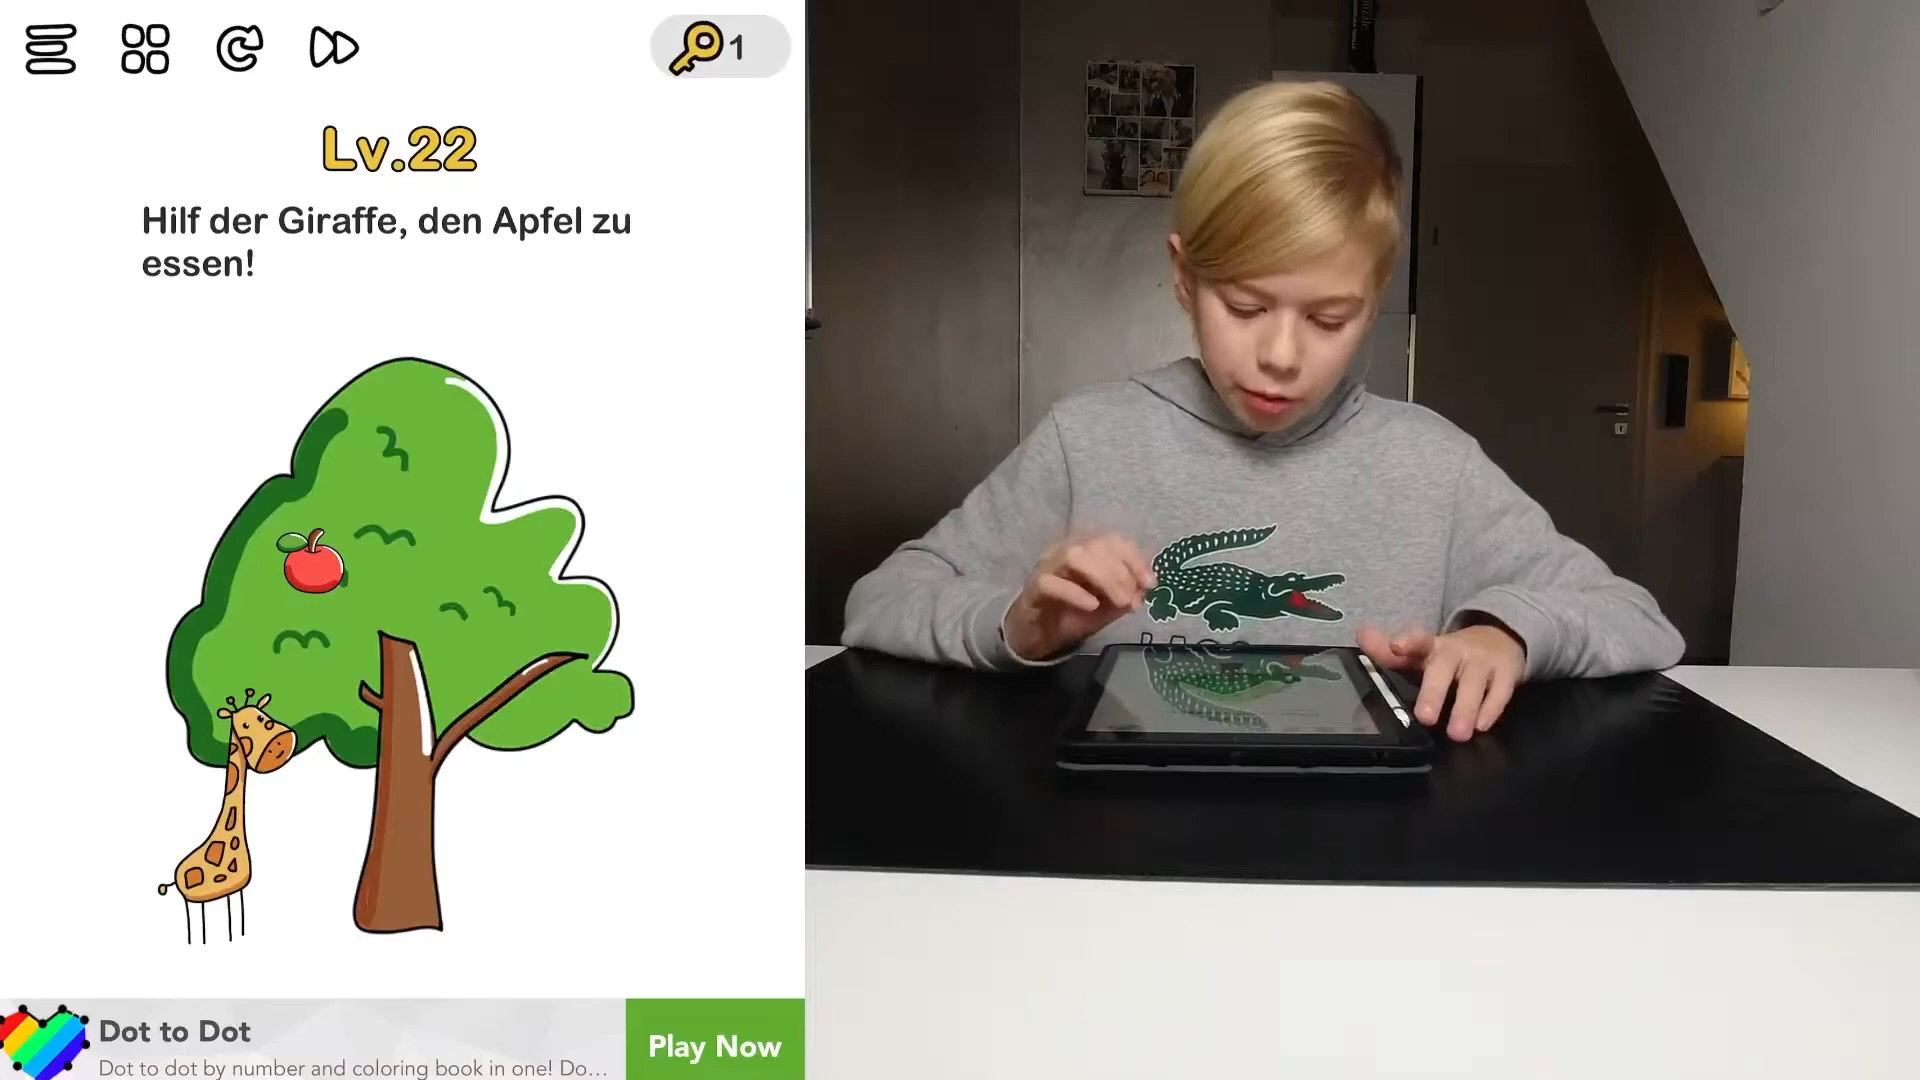 1
Lv.22
Hilf der Giraffe, den Apfel zu
essen!
Dot to Dot
Dot to dot by number and coloring book in one! Do...
Play Now